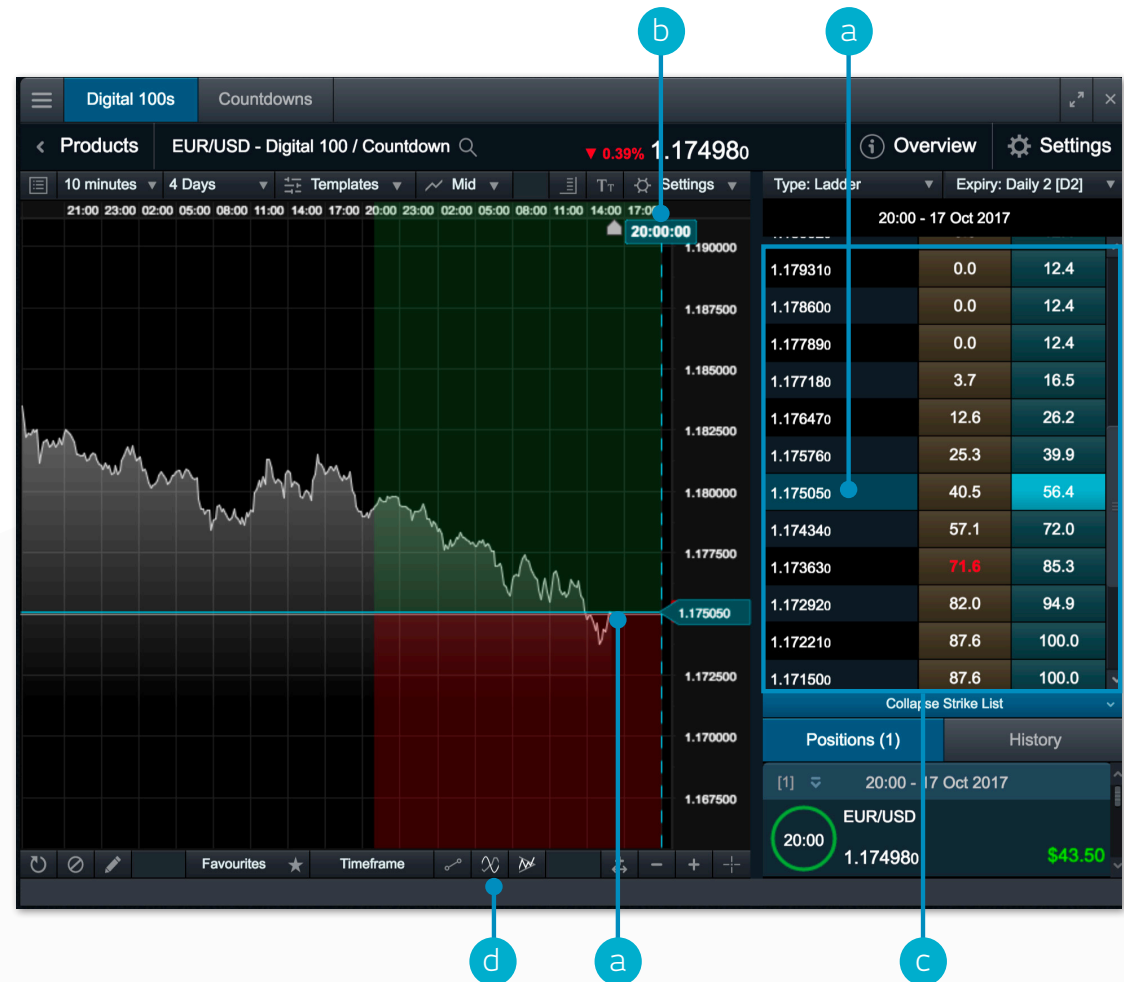 b a
Digital 100s Countdowns
Products EUR/USD - Digital 100 / Countdown 0.39% 1.174980 Overview Settings
10 minutes 4 Days Templates Mid Settings Type: Ladder Expiry: Daily 2 [D2]
21:00 23:00 02:00 05:00 08:00 11:00 14:00 17:00 20:00 23:00 02:00 05:00 08:00 11:00 14:00 17:00
20:00 - 17 Oct 2017
20:00:00
1.190000
1.187500
1.185000
1.182500
1.180000
1.177500
1.175050
1.172500
1.170000
1.167500
1.179310 0.0 12.4
1.178600 0.0 12.4
1.177890 0.0 12.4
1.177180 3.7 16.5
1.176470 12.6 26.2
1.175760 25.3 39.9
1.175050 40.5 56.4
1.174340 57.1 72.0
1.173630 71.6 85.3
1.172920 82.0 94.9
1.172210 87.6 100.0
1.171500 87.6 100.0
Collapse Strike List
Positions (1) History
[1] 20:00 - 17 Oct 2017
20:00 EUR/USD
1.174980 $43.50
Favourites Timeframe
d a c